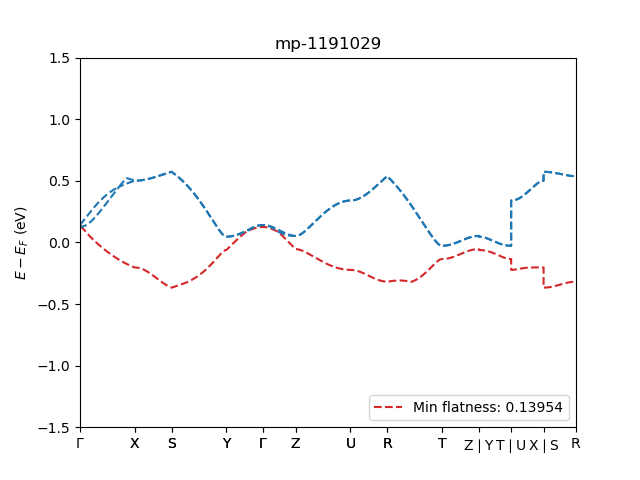 mp-1191029
E − E_F (eV)
1.5
1.0
0.5
0.0
−0.5
−1.0
−1.5
Min flatness: 0.13954
Γ X S Y Γ Z U R T Z|Y T|U X|S R